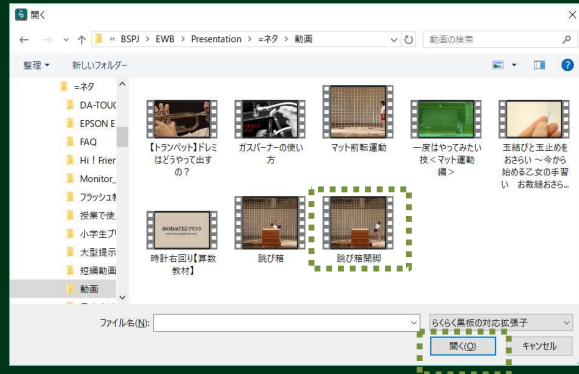 開く
« BSPJ > EWB > Presentation > =ネタ > 動画
動画の検索
整理
新しいフォルダー
=ネタ
DA-TOUC
EPSON E
FAQ
Hi ! Frier
Monitor_
フラッシュ
授業で使
小学生プ
大型提示
短編動画
動画
【トランペット】ドレミ
はどうやって出す
の？
ガスバーナーの使い
方
マット前転運動
一度はやってみたい
技＜マット運動
編＞
玉結びと玉止めを
おさらい ～今から
始める乙女の手習
い お裁縫おさら...
時計右回り【算数
教材】
跳び箱
跳び箱開脚
ファイル名(N):
らくらく黒板の対応拡張子
開く(O)
キャンセル